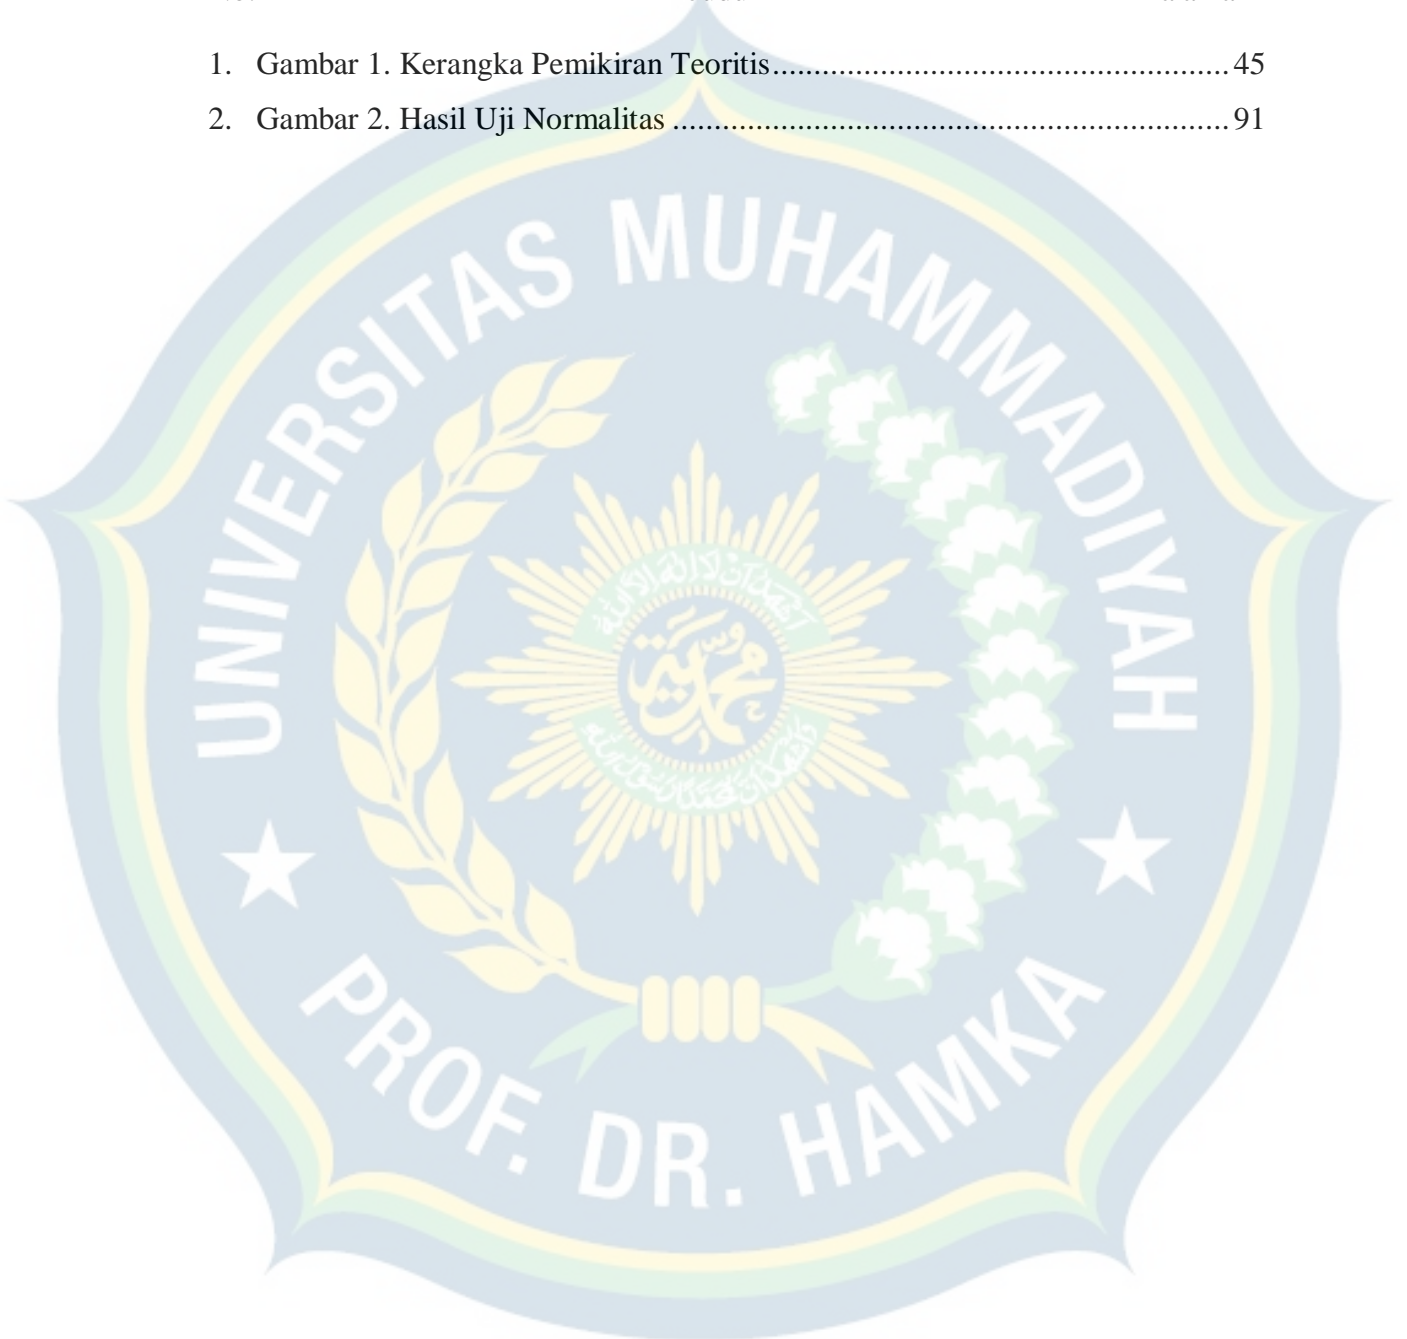 1. Gambar 1. Kerangka Pemikiran Teoritis.................................................................. 45
2. Gambar 2. Hasil Uji Normalitas ................................................................................ 91
UNIVERSITAS MUHAMMADIYAH
محمدية
PROF. DR. HAMKA